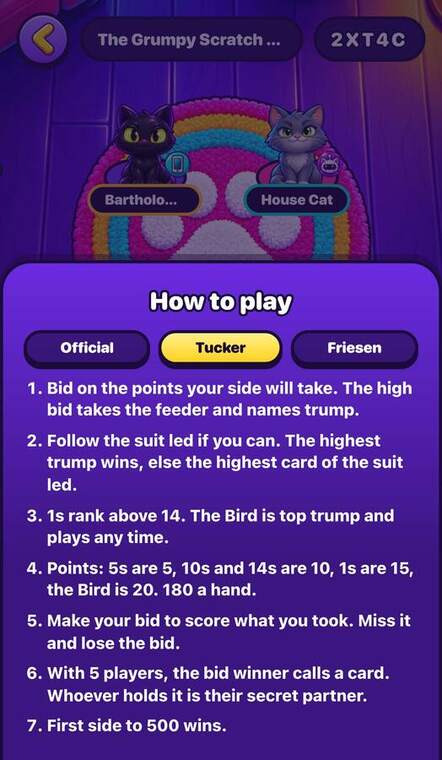 The Grumpy Scratch ...
2XT4C
Bartholo...
House Cat
How to play
Official
Tucker
Friesen
1. Bid on the points your side will take. The high
bid takes the feeder and names trump.
2. Follow the suit led if you can. The highest
trump wins, else the highest card of the suit
led.
3. 1s rank above 14. The Bird is top trump and
plays any time.
4. Points: 5s are 5, 10s and 14s are 10, 1s are 15,
the Bird is 20. 180 a hand.
5. Make your bid to score what you took. Miss it
and lose the bid.
6. With 5 players, the bid winner calls a card.
Whoever holds it is their secret partner.
7. First side to 500 wins.